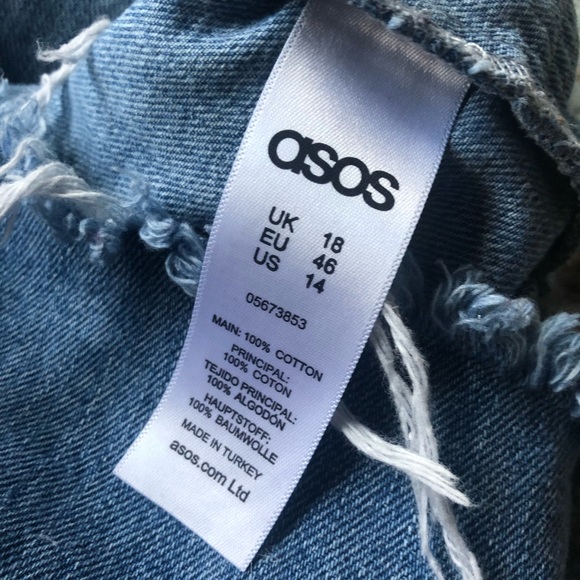 asos
UK 18
EU 46
US 14
05673853
MAIN: 100% COTTON
PRINCIPAL:
100% COTON
TEJIDO PRINCIPAL:
100% ALGODÓN
HAUPTSTOFF:
100% BAUMWOLLE
MADE IN TURKEY
asos.com Ltd